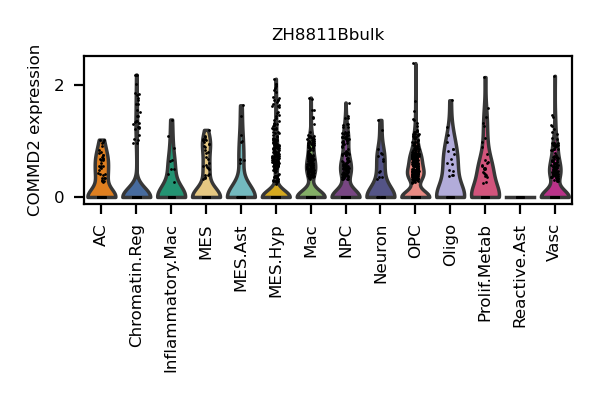 ZH8811Bbulk
COMMD2 expression
2
0
AC
Chromatin.Reg
Inflammatory.Mac
MES
MES.Ast
MES.Hyp
Mac
NPC
Neuron
OPC
Oligo
Prolif.Metab
Reactive.Ast
Vasc